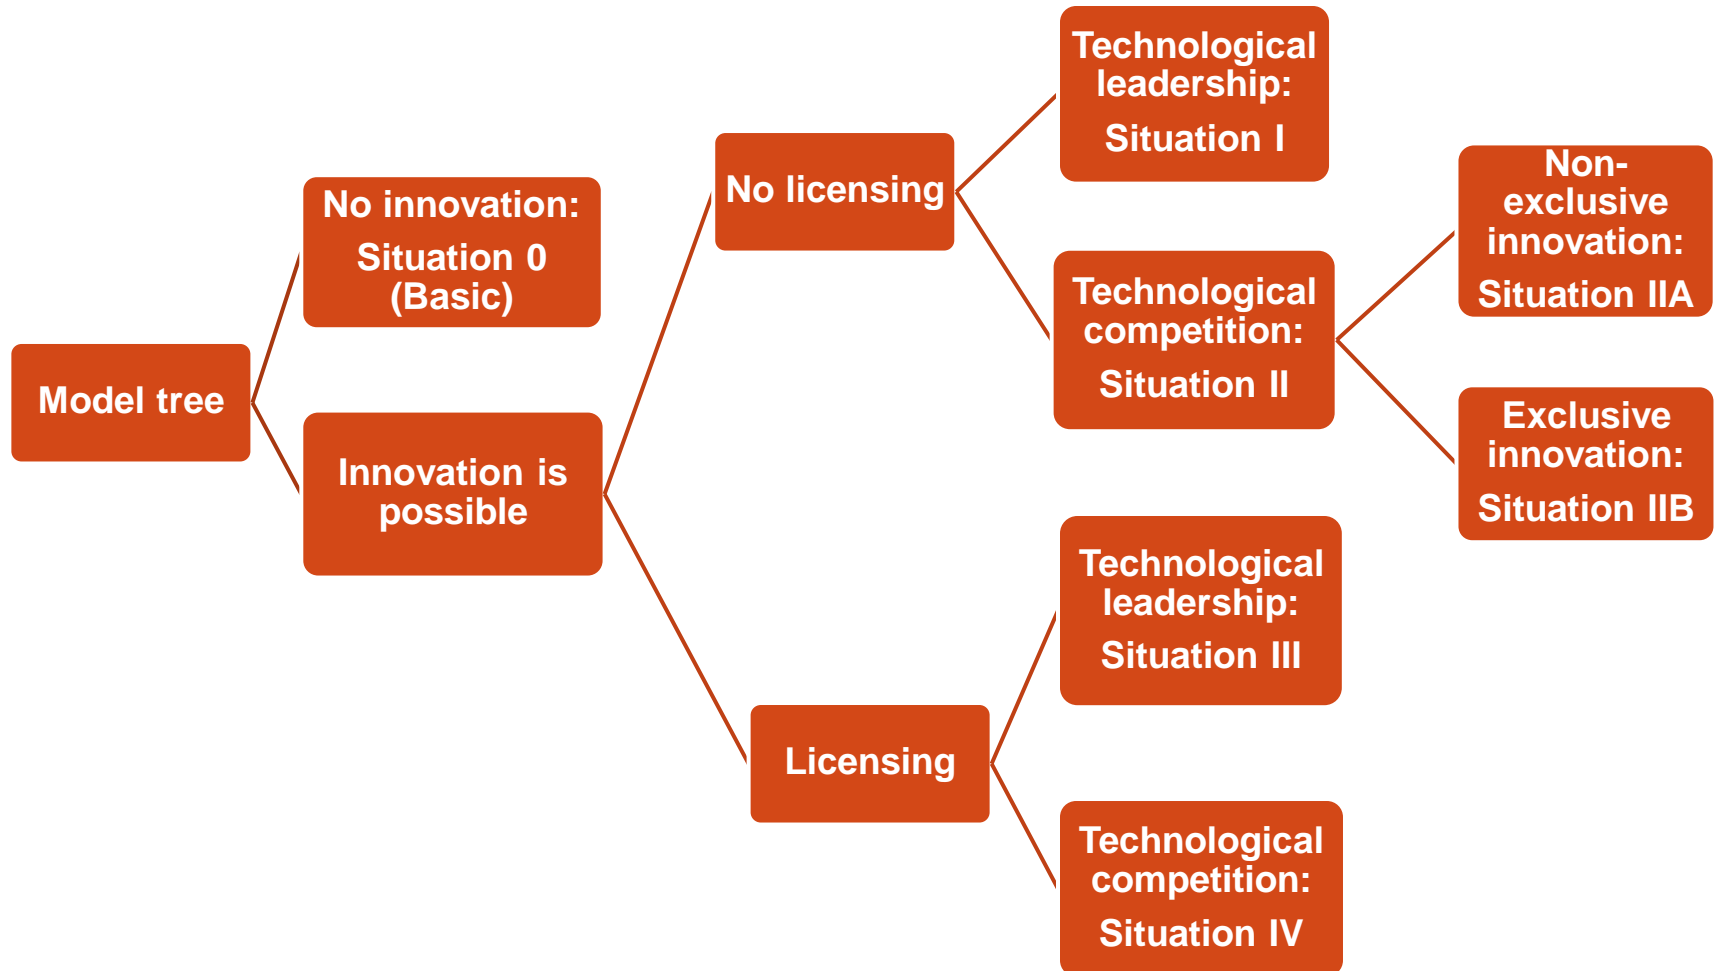 Model tree
No innovation:
Situation 0
(Basic)
Innovation is
possible
No licensing
Licensing
Technological
leadership:
Situation I
Technological
competition:
Situation II
Technological
leadership:
Situation III
Technological
competition:
Situation IV
Non-
exclusive
innovation:
Situation IIA
Exclusive
innovation:
Situation IIB